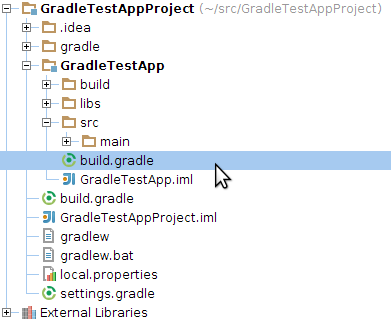 GradleTestAppProject (~/src/GradleTestAppProject)
.idea
gradle
GradleTestApp
build
libs
src
main
build.gradle
GradleTestApp.iml
build.gradle
GradleTestAppProject.iml
gradlew
gradlew.bat
local.properties
settings.gradle
External Libraries